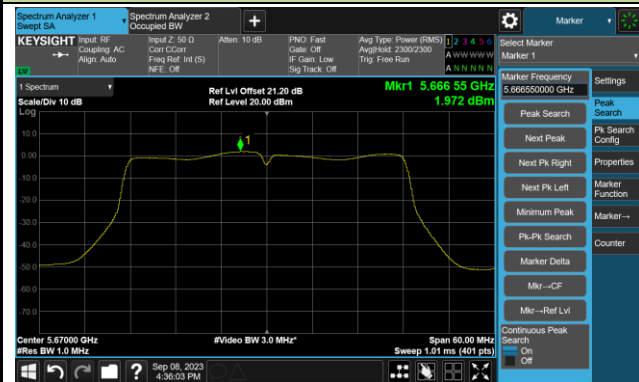 Spectrum Analyzer 1
Swept SA
Spectrum Analyzer 2
Occupied BW
+
Marker
KEYSIGHT
Input: RF
Coupling: AC
Align: Auto
Input Z: 50 Ω
Corr CCorr
Freq Ref: Int (S)
NFE: Off
Atten: 10 dB
PNO: Fast
Gate: Off
IF Gain: Low
Sig Track: Off
Avg Type: Power (RMS)
Avg|Hold: 2300/2300
Trig: Free Run
1 2 3 4 5 6
A W W W W W
A N N N N N
LXI
Select Marker
Marker 1
1 Spectrum
Scale/Div 10 dB
Log
Ref Lvl Offset 21.20 dB
Ref Level 20.00 dBm
Mkr1 5.666 55 GHz
1.972 dBm
10.0
0.00
-10.0
-20.0
-30.0
-40.0
-50.0
-60.0
-70.0
1
Center 5.67000 GHz
#Res BW 1.0 MHz
#Video BW 3.0 MHz*
Span 60.00 MHz
Sweep 1.01 ms (401 pts)
Marker Frequency
5.666550000 GHz
Peak Search
Next Peak
Next Pk Right
Next Pk Left
Minimum Peak
Pk-Pk Search
Marker Delta
Mkr→CF
Mkr→Ref Lvl
Continuous Peak
Search
On
Off
Settings
Peak
Search
Pk Search
Config
Properties
Marker
Function
Marker→
Counter
?
Sep 08, 2023
4:36:03 PM